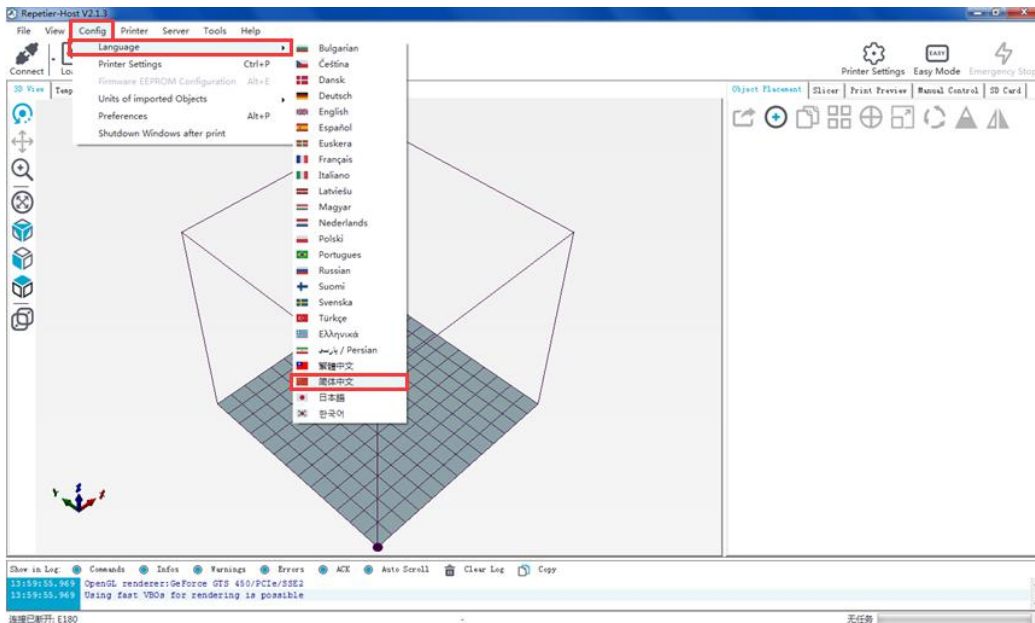 Repetier-Host V2.1.3
File View Config Printer Server Tools Help
Connect
Printer Settings Easy Mode Emergency Stop
EASY
3D View
Object Placement Slicer Print Preview Manual Control SD Card
Language
Printer Settings Ctrl+P
Firmware EEPROM Configuration Alt+E
Units of imported Objects
Preferences Alt+P
Shutdown Windows after print
Bulgarian
Čeština
Dansk
Deutsch
English
Español
Euskera
Français
Italiano
Latviešu
Magyar
Nederlands
Polski
Portugues
Russian
Suomi
Svenska
Türkçe
Ελληνικά
پارسی / Persian
繁體中文
简体中文
日本語
한국어
Y Z X
Show in Log: Commands Infos Warnings Errors ACK Auto Scroll Clear Log Copy
13:59:55.969 OpenGL renderer:GeForce GTS 450/PCIe/SSE2
13:59:55.969 Using fast VBOs for rendering is possible
连接已断开: E180 - 无任务